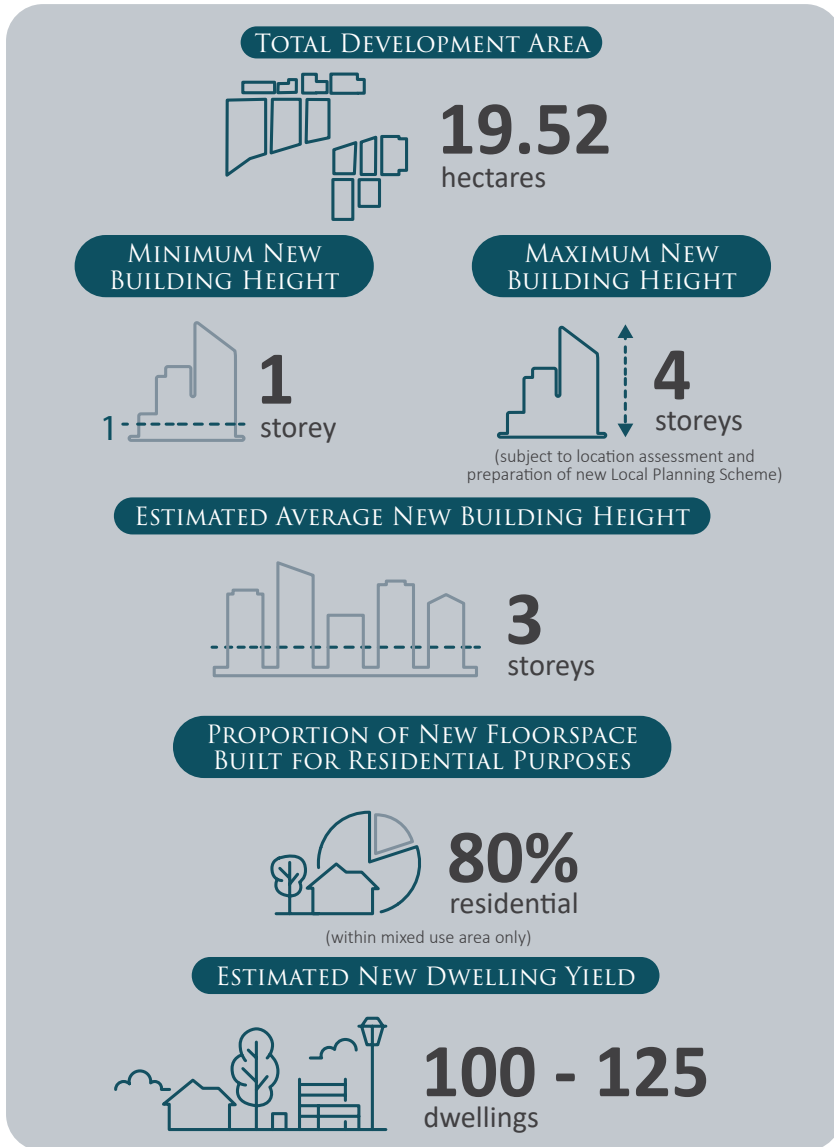 TOTAL DEVELOPMENT AREA
19.52
hectares
MINIMUM NEW
BUILDING HEIGHT
1
1
storey
MAXIMUM NEW
BUILDING HEIGHT
4
storeys
(subject to location assessment and
preparation of new Local Planning Scheme)
ESTIMATED AVERAGE NEW BUILDING HEIGHT
3
storeys
PROPORTION OF NEW FLOORSPACE
BUILT FOR RESIDENTIAL PURPOSES
80%
residential
(within mixed use area only)
ESTIMATED NEW DWELLING YIELD
100 - 125
dwellings